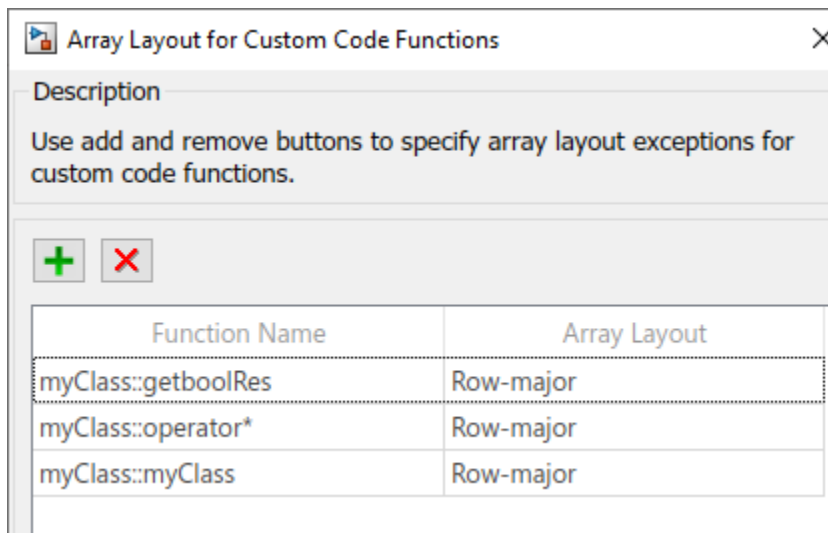 Array Layout for Custom Code Functions
Description
Use add and remove buttons to specify array layout exceptions for
custom code functions.
Function Name Array Layout
myClass::getboolRes Row-major
myClass::operator* Row-major
myClass::myClass Row-major